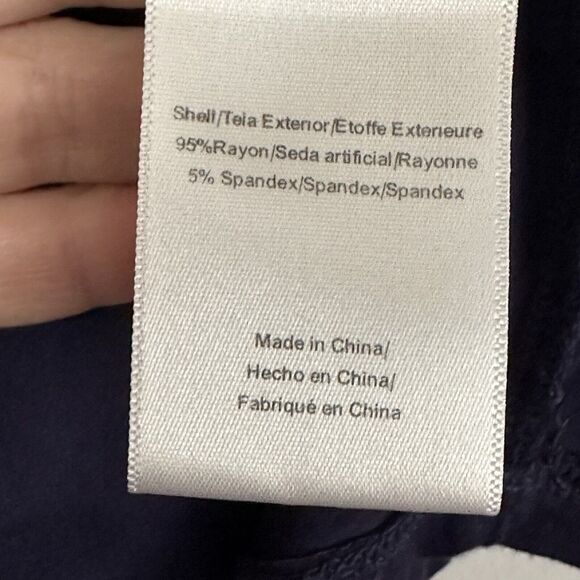 Shell/Tela Exterior/Etoffe Exterieure
95%Rayon/Seda artificial/Rayonne
5% Spandex/Spandex/Spandex
Made in China/
Hecho en China/
Fabriqué en China